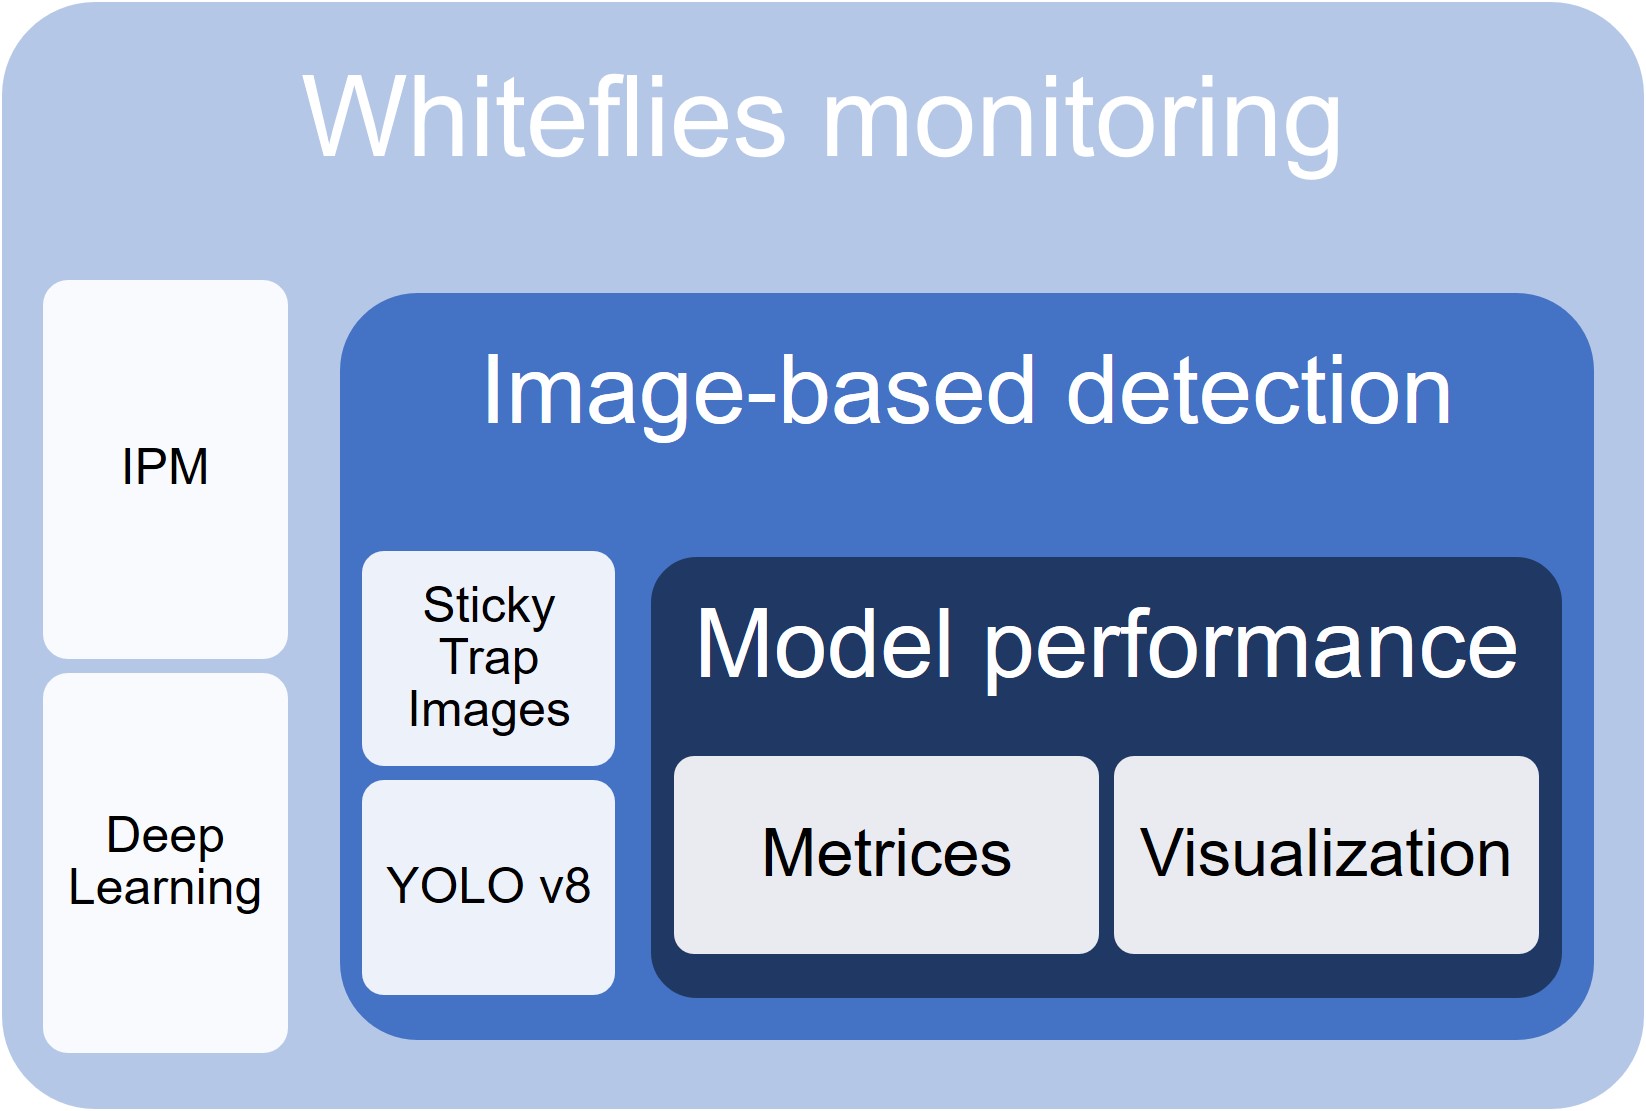 Whiteflies monitoring
IPM
Deep
Learning
Image-based detection
Sticky
Trap
Images
YOLO v8
Model performance
Metrices
Visualization